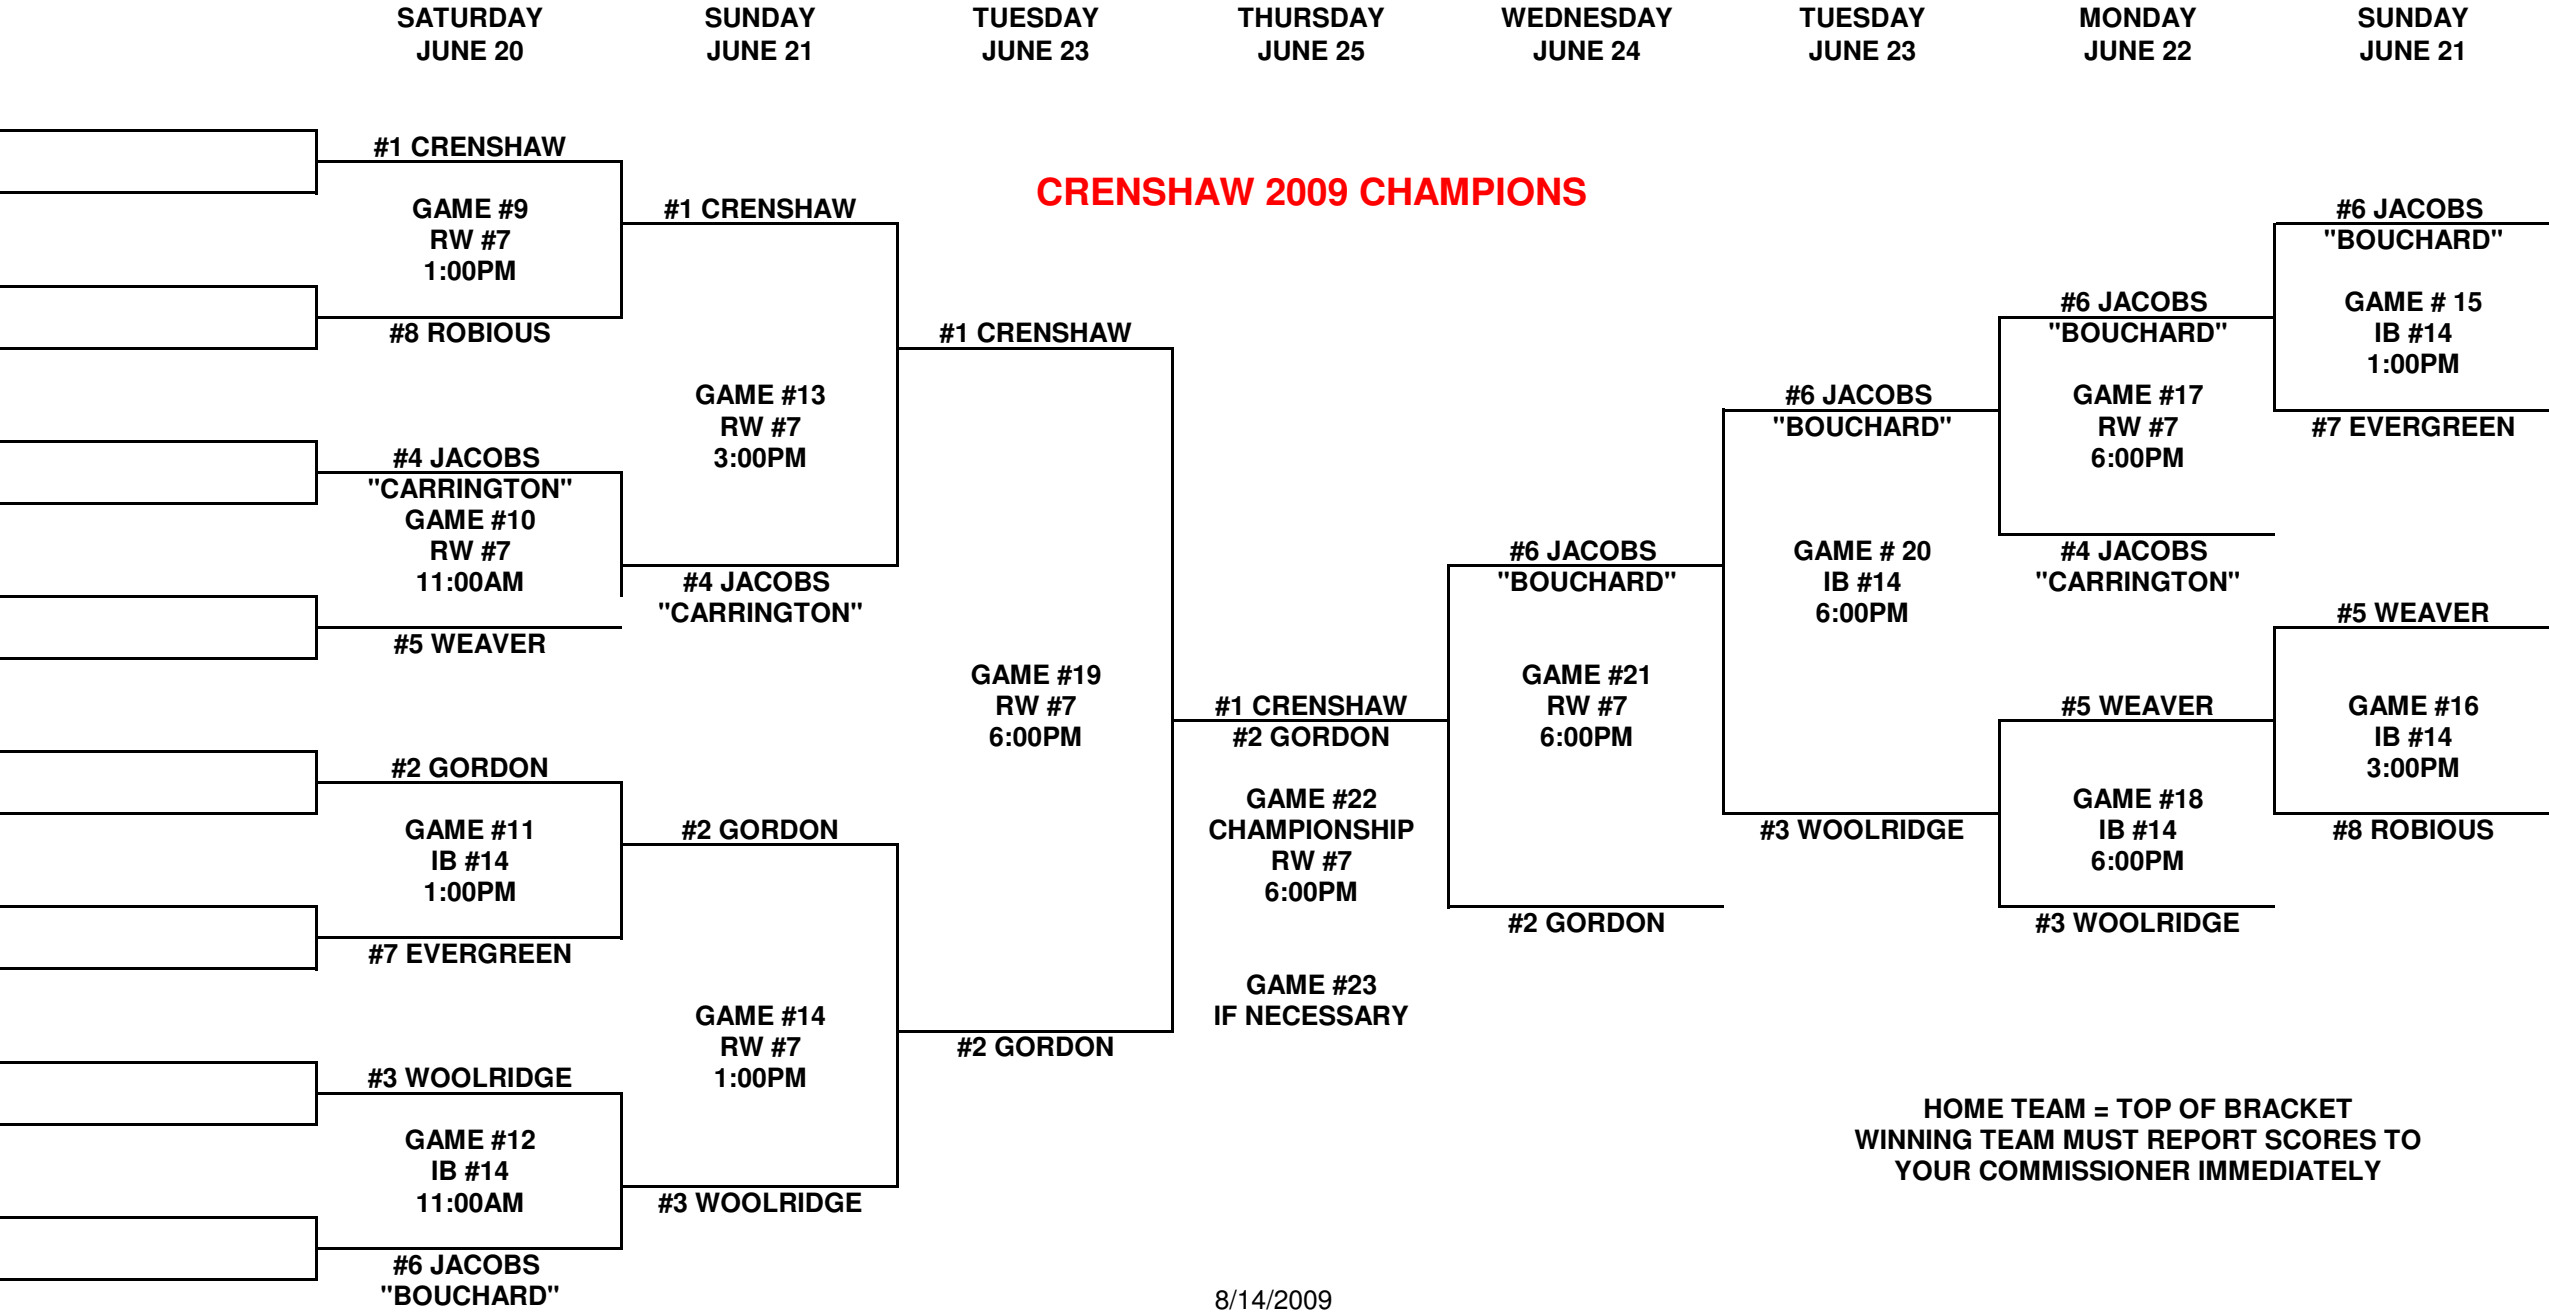 SATURDAY
JUNE 20
SUNDAY
JUNE 21
TUESDAY
JUNE 23
THURSDAY
JUNE 25
WEDNESDAY
JUNE 24
TUESDAY
JUNE 23
MONDAY
JUNE 22
SUNDAY
JUNE 21
CRENSHAW 2009 CHAMPIONS
#1 CRENSHAW
GAME #9
RW #7
1:00PM
#8 ROBIOUS
#4 JACOBS
"CARRINGTON"
GAME #10
RW #7
11:00AM
#5 WEAVER
#2 GORDON
GAME #11
IB #14
1:00PM
#7 EVERGREEN
#3 WOOLRIDGE
GAME #12
IB #14
11:00AM
#6 JACOBS
"BOUCHARD"
#1 CRENSHAW
GAME #13
RW #7
3:00PM
#4 JACOBS
"CARRINGTON"
#2 GORDON
GAME #14
RW #7
1:00PM
#3 WOOLRIDGE
#1 CRENSHAW
GAME #19
RW #7
6:00PM
#2 GORDON
#1 CRENSHAW
#2 GORDON
GAME #22
CHAMPIONSHIP
RW #7
6:00PM
GAME #23
IF NECESSARY
#6 JACOBS
"BOUCHARD"
GAME #21
RW #7
6:00PM
#2 GORDON
#6 JACOBS
"BOUCHARD"
GAME # 20
IB #14
6:00PM
#3 WOOLRIDGE
#6 JACOBS
"BOUCHARD"
GAME #17
RW #7
6:00PM
#4 JACOBS
"CARRINGTON"
#5 WEAVER
GAME #18
IB #14
6:00PM
#3 WOOLRIDGE
#6 JACOBS
"BOUCHARD"
GAME # 15
IB #14
1:00PM
#7 EVERGREEN
#5 WEAVER
GAME #16
IB #14
3:00PM
#8 ROBIOUS
HOME TEAM = TOP OF BRACKET
WINNING TEAM MUST REPORT SCORES TO
YOUR COMMISSIONER IMMEDIATELY
8/14/2009